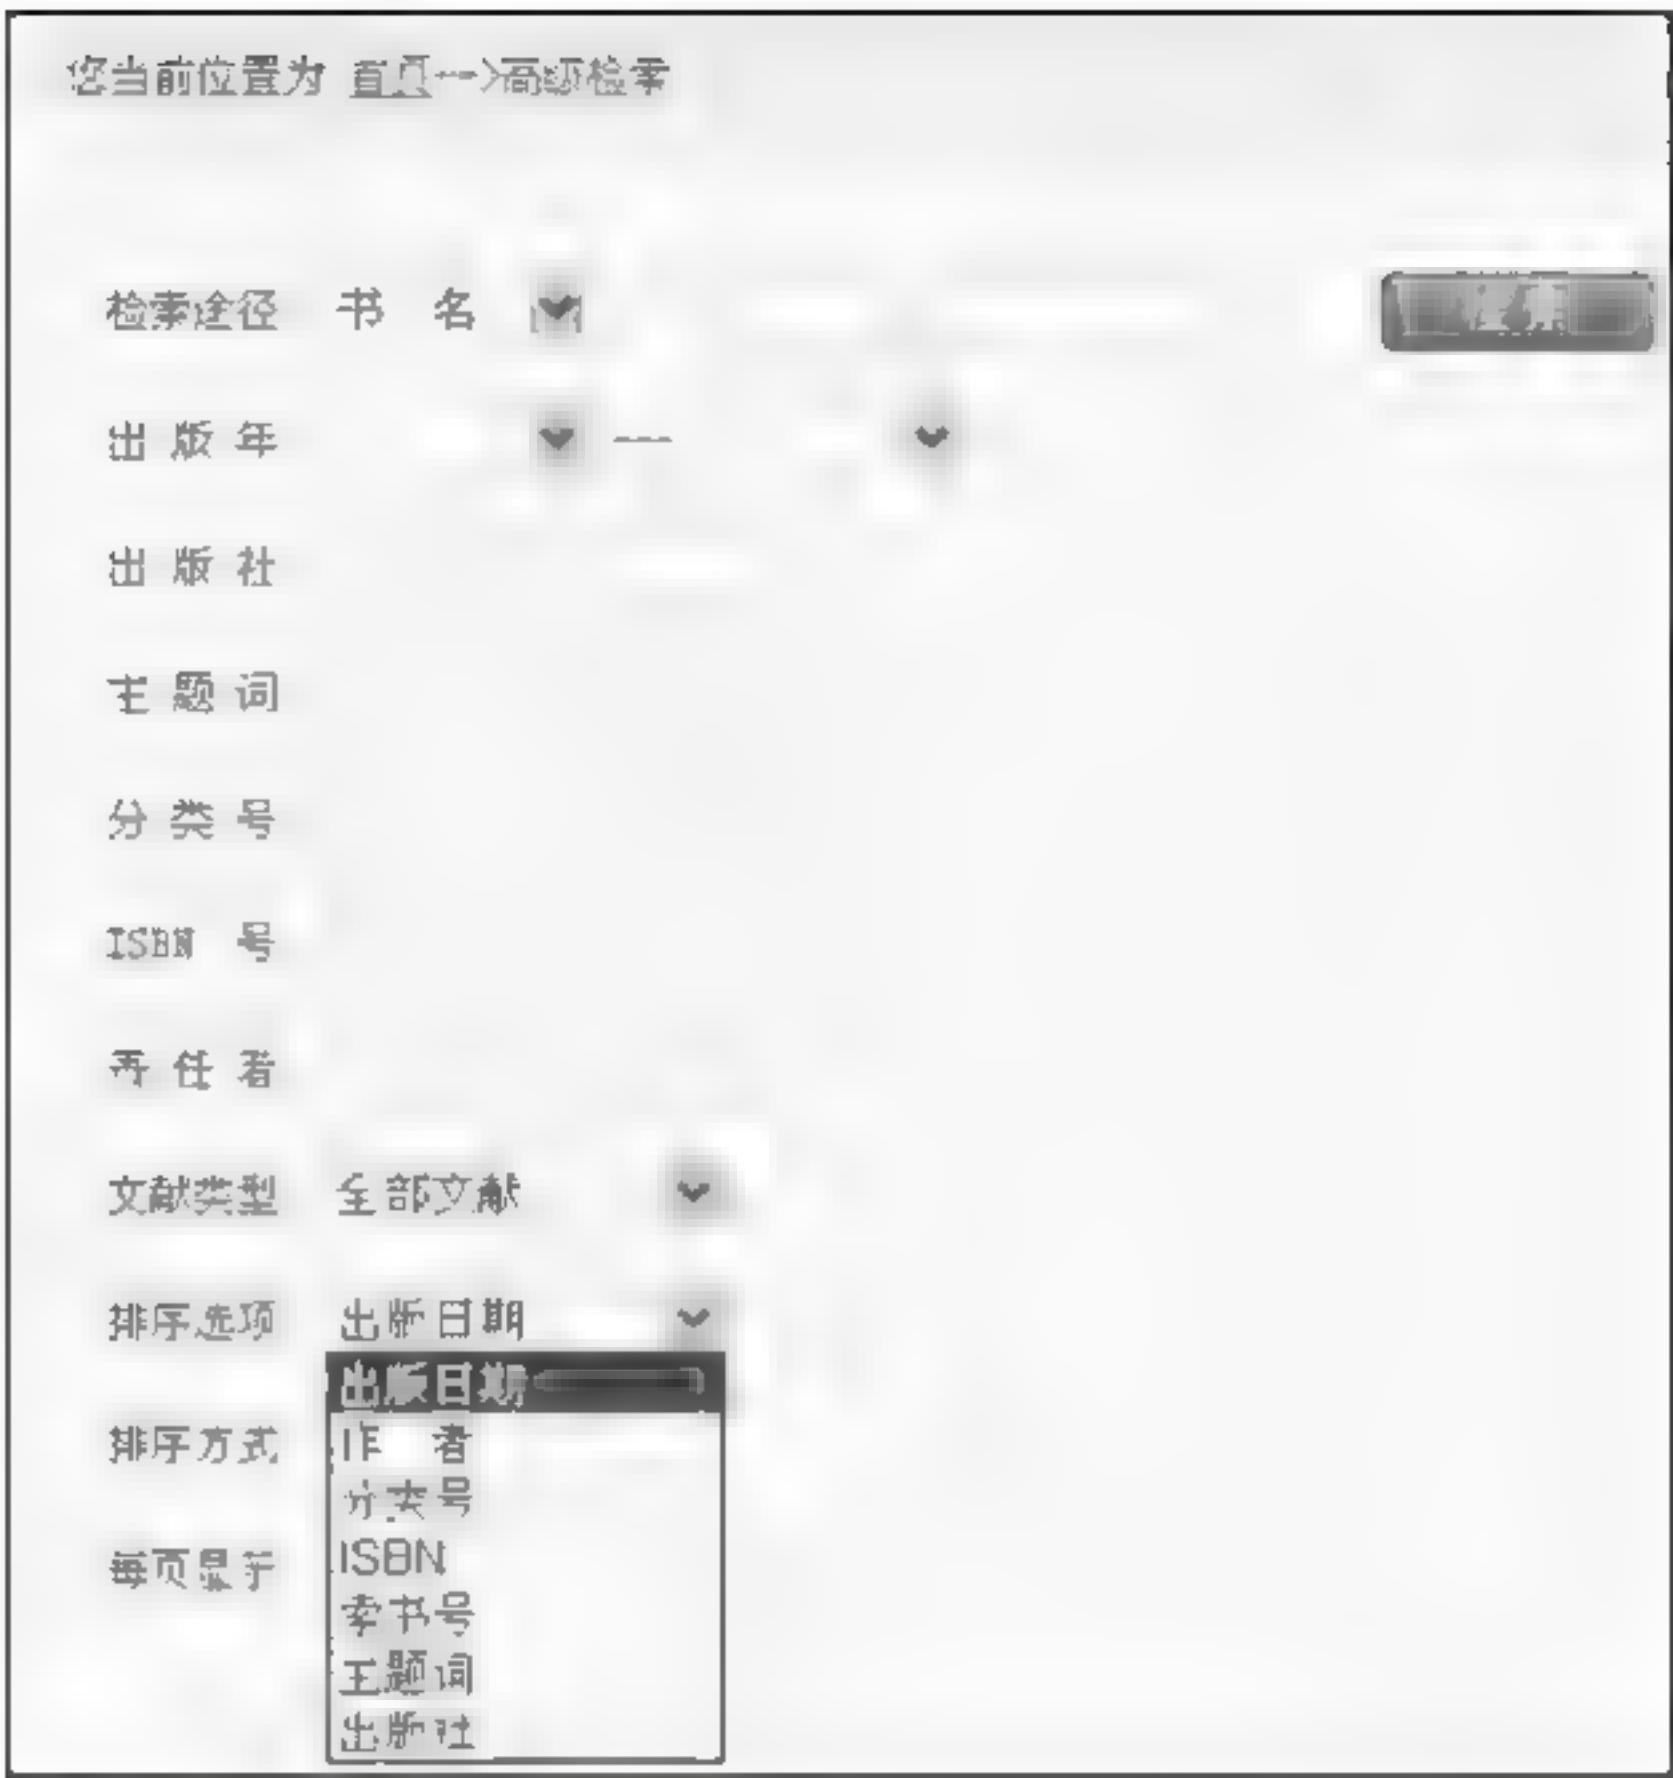 您当前位置为 首页-->高级检索
检索途径 书 名
出 版 年 ---
出 版 社
主 题 词
分 类 号
ISBN 号
责 任 者
文献类型 全部文献
排序选项 出版日期
出版日期
排序方式 作 者
分类号
每页显示 ISBN
索书号
主题词
出版社